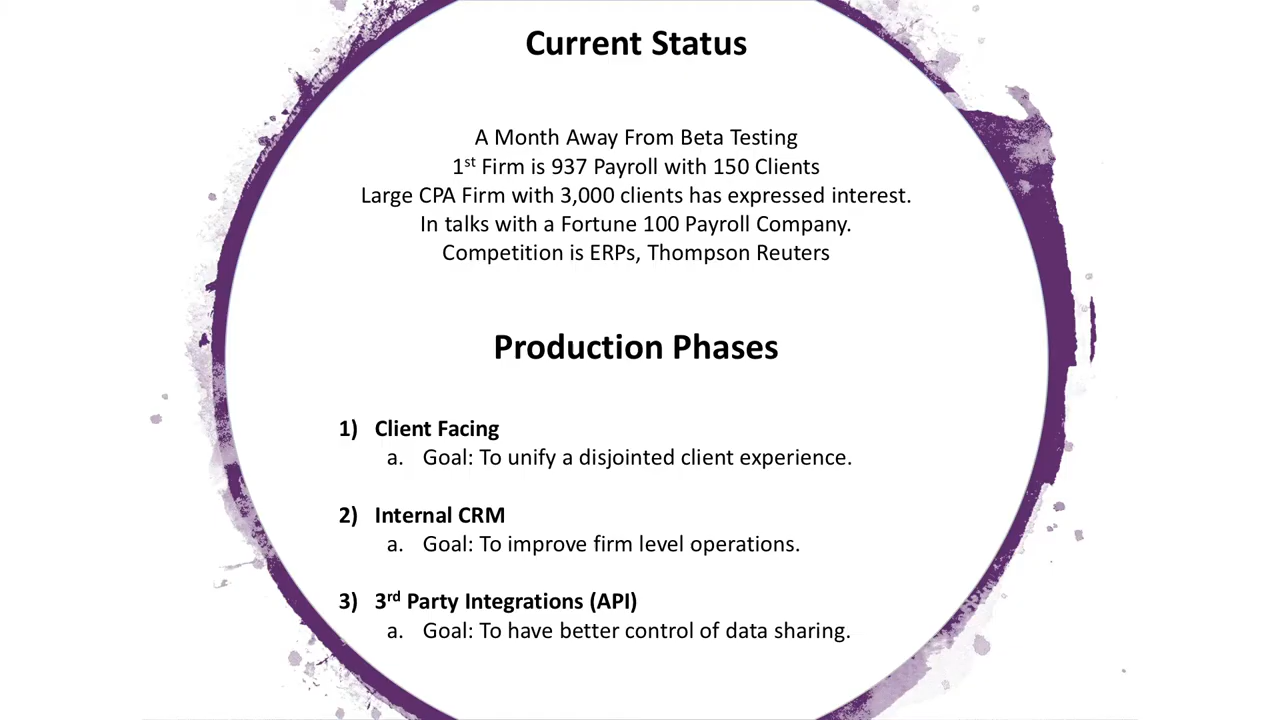 Current Status
A Month Away From Beta Testing
1st Firm is 937 Payroll with 150 Clients
Large CPA Firm with 3,000 clients has expressed interest.
In talks with a Fortune 100 Payroll Company.
Competition is ERPs, Thompson Reuters
Production Phases
1) Client Facing
a. Goal: To unify a disjointed client experience.
2) Internal CRM
a. Goal: To improve firm level operations.
3) 3rd Party Integrations (API)
a. Goal: To have better control of data sharing.